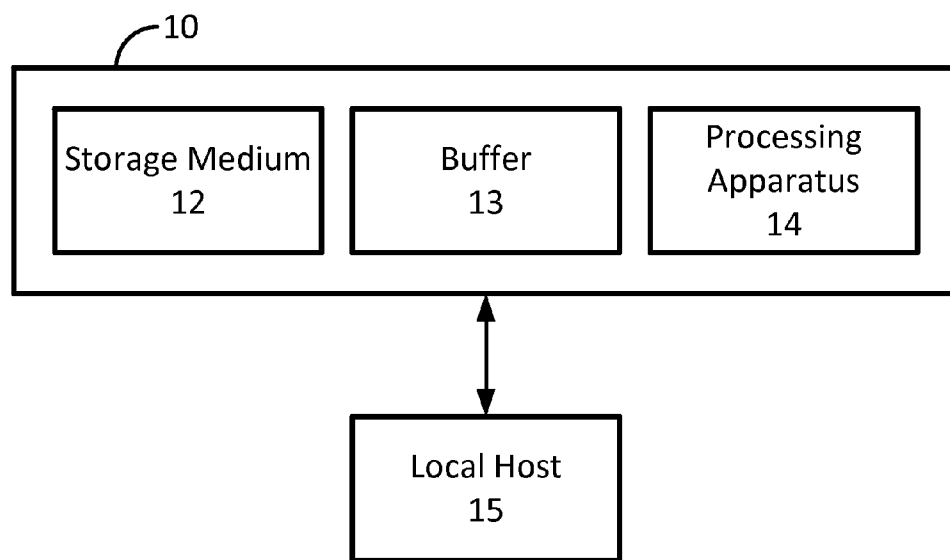 10
Storage Medium
12
Buffer
13
Processing
Apparatus
14
Local Host
15